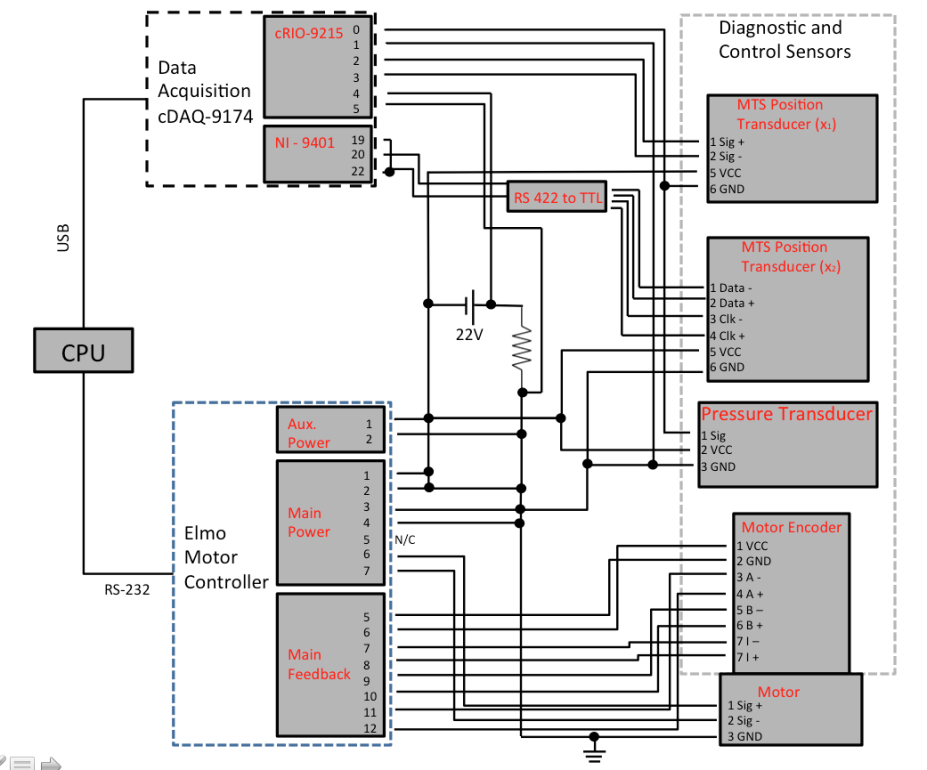 Diagnostic and
Control Sensors
Data
Acquisition
cDAQ-9174
cRIO-9215
0
1
2
3
4
5
NI - 9401
19
20
22
RS 422 to TTL
MTS Position
Transducer (x₁)
1 Sig +
2 Sig -
5 VCC
6 GND
MTS Position
Transducer (x₂)
1 Data -
2 Data +
3 Clk -
4 Clk +
5 VCC
6 GND
USB
CPU
22V
Pressure Transducer
1 Sig
2 VCC
3 GND
Aux.
Power
1
2
Elmo
Motor
Controller
Main
Power
1
2
3
4
5
6
7
N/C
RS-232
Main
Feedback
5
6
7
8
9
10
11
12
Motor Encoder
1 VCC
2 GND
3 A -
4 A +
5 B –
6 B +
7 I –
7 I +
Motor
1 Sig +
2 Sig -
3 GND